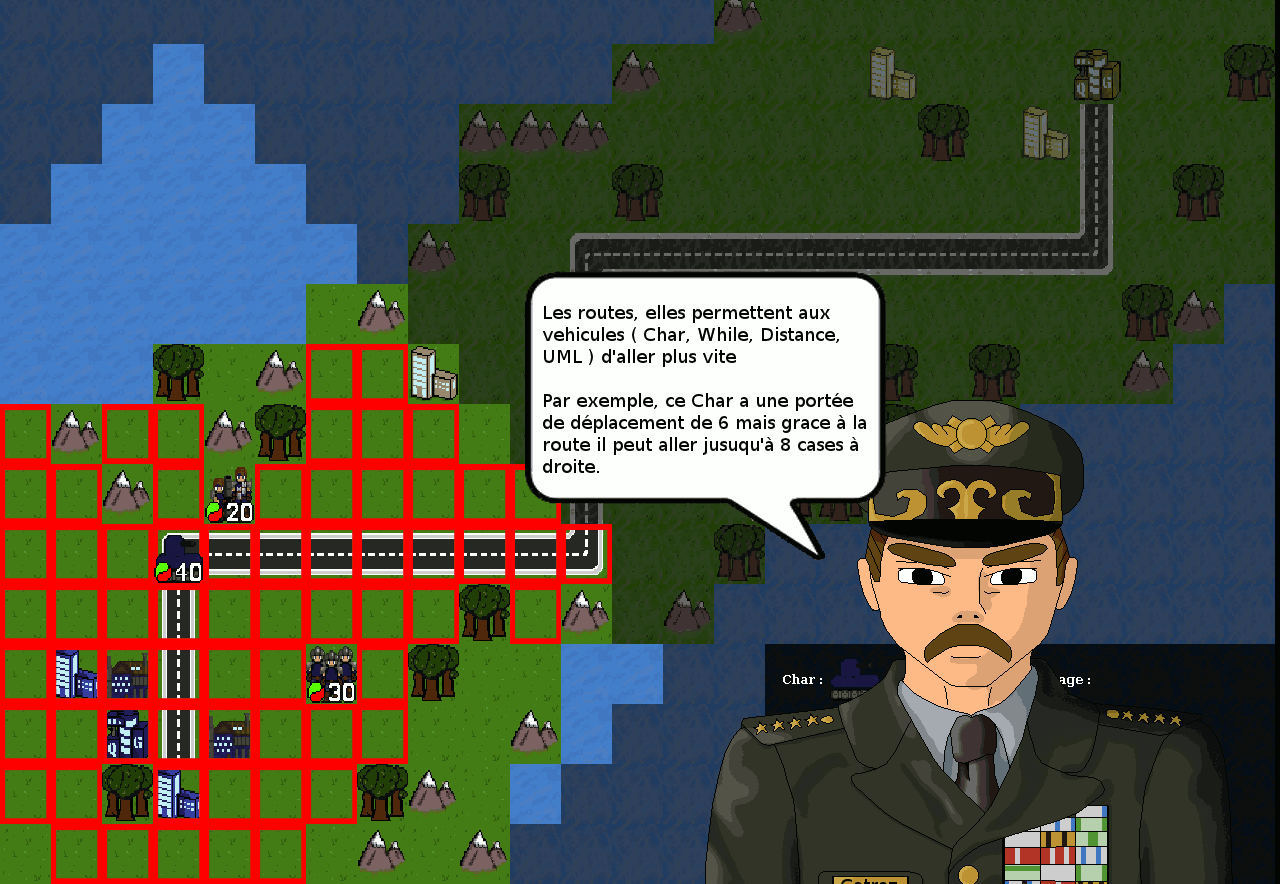 Les routes, elles permettent aux
vehicules ( Char, While, Distance,
UML ) d'aller plus vite
Par exemple, ce Char a une portée
de déplacement de 6 mais grace à la
route il peut aller jusuqu'à 8 cases à
droite.
20
40
30
Char : age :